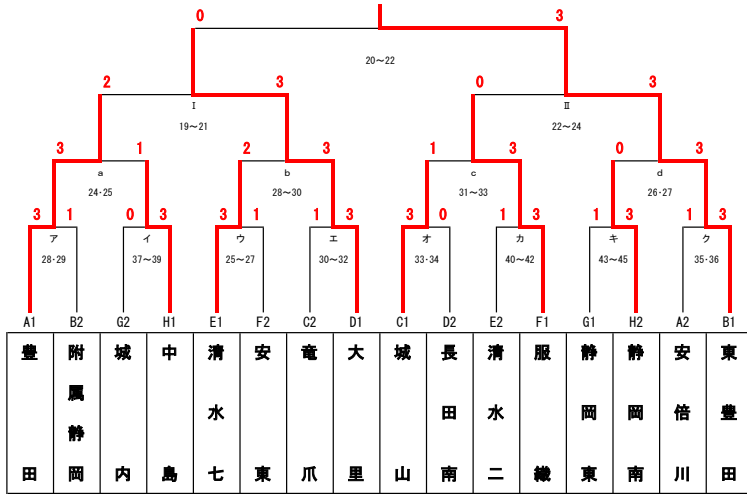 0 3
20～22
2 3 0 3
Ⅰ Ⅱ
19～21 22～24
3 1 2 3 1 3 0 3
a b c d
24・25 28～30 31～33 26・27
3 1 0 3 3 1 1 3 3 0 1 3 1 3 1 3
ア イ ウ エ オ カ キ ク
28・29 37～39 25～27 30～32 33・34 40～42 43～45 35・36
A1 B2 G2 H1 E1 F2 C2 D1 C1 D2 E2 F1 G1 H2 A2 B1
豊田
附属静岡
城内
中島
清水七
安東
竜爪
大里
城山
長田南
清水二
服織
静岡東
静岡南
安倍川
東豊田